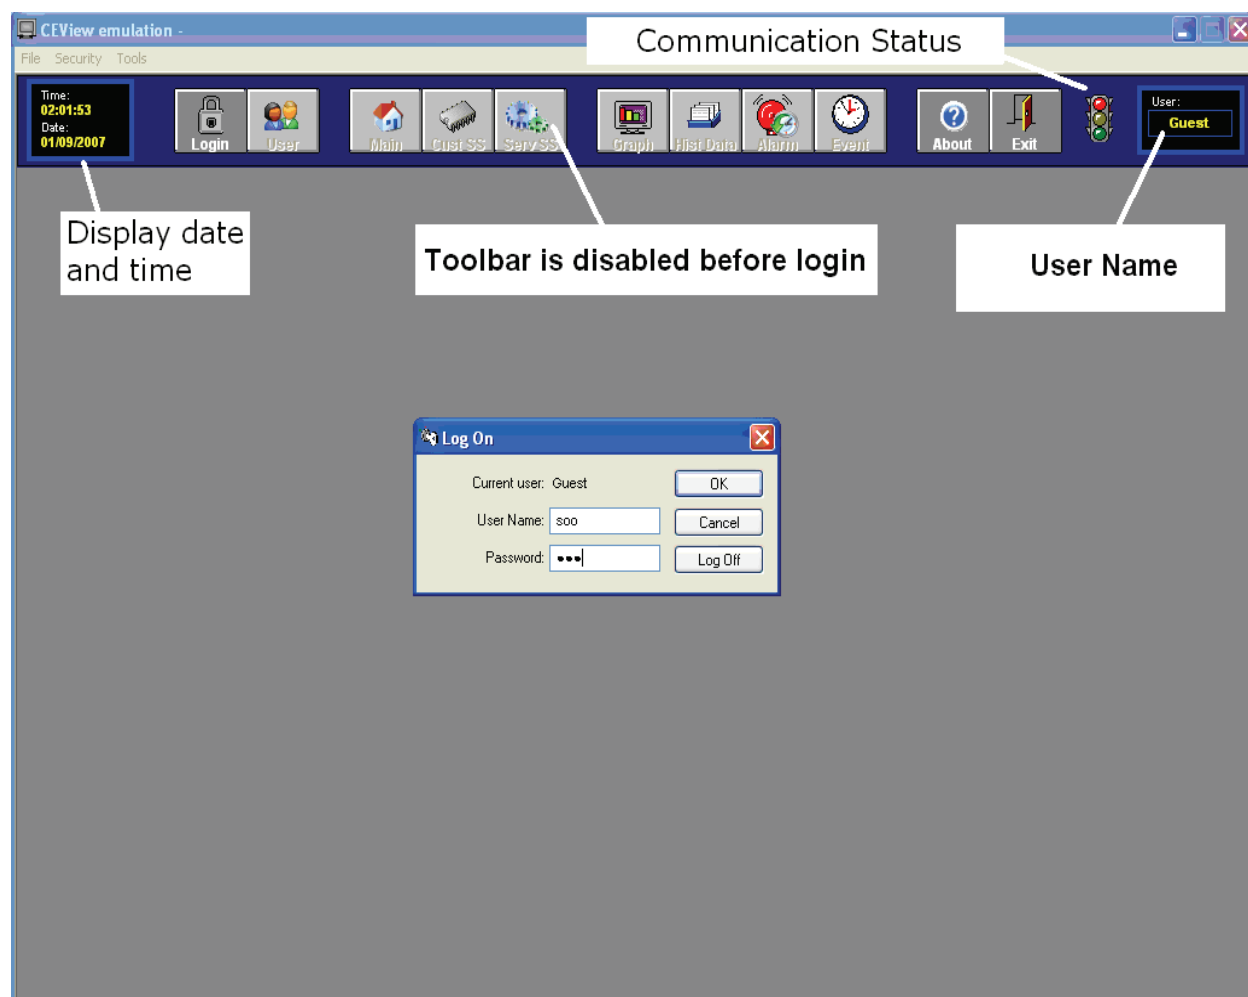 CEView emulation -
Communication Status
File Security Tools
Time:
02:01:53
Date:
01/09/2007
Login
User
Main
Cust SS
Serv SS
Graph
Hist Data
Alarm
Event
About
Exit
User:
Guest
Display date
and time
Toolbar is disabled before login
User Name
Log On
Current user: Guest
OK
User Name: soo
Cancel
Password: •••
Log Off